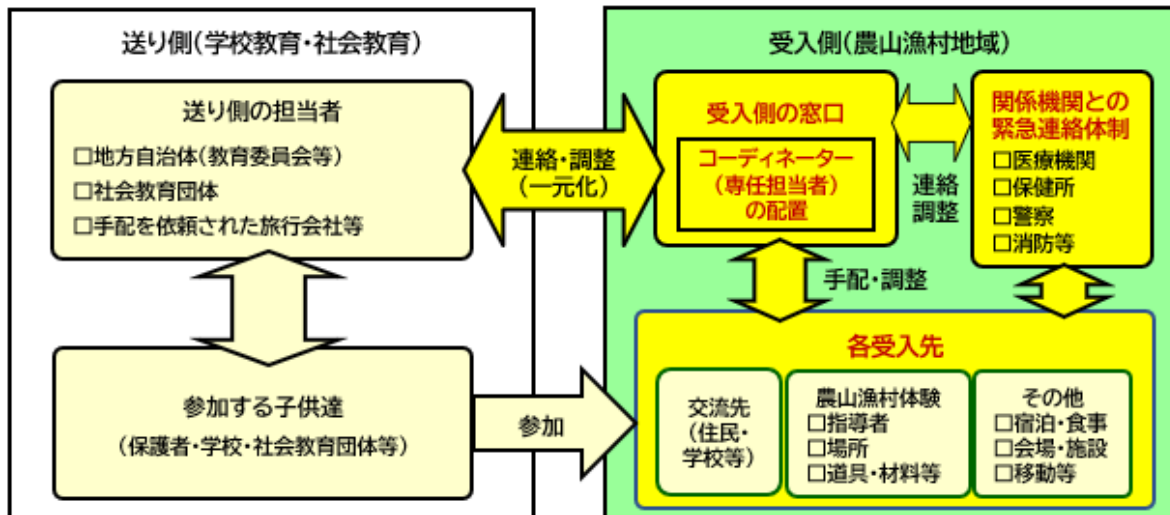 送り側(学校教育・社会教育)
送り側の担当者
□地方自治体(教育委員会等)
□社会教育団体
□手配を依頼された旅行会社等
参加する子供達
(保護者・学校・社会教育団体等)
連絡・調整
(一元化)
参加
受入側(農山漁村地域)
受入側の窓口
コーディネーター
(専任担当者)
の配置
連絡
調整
関係機関との
緊急連絡体制
□医療機関
□保健所
□警察
□消防等
手配・調整
各受入先
交流先
(住民・
学校等)
農山漁村体験
□指導者
□場所
□道具・材料等
その他
□宿泊・食事
□会場・施設
□移動等